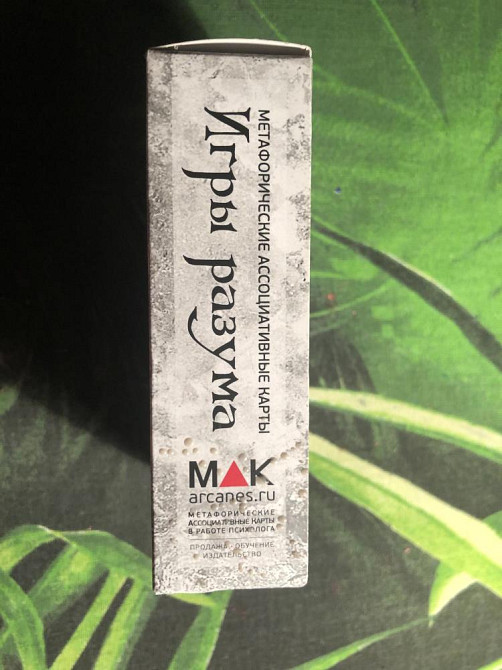 МЕТАФОРИЧЕСКИЕ АССОЦИАТИВНЫЕ КАРТЫ
Игры разума
МАК
arcanes.ru
МЕТАФОРИЧЕСКИЕ
АССОЦИАТИВНЫЕ КАРТЫ
В РАБОТЕ ПСИХОЛОГА
ПРОДАЖА · ОБУЧЕНИЕ
ИЗДАТЕЛЬСТВО